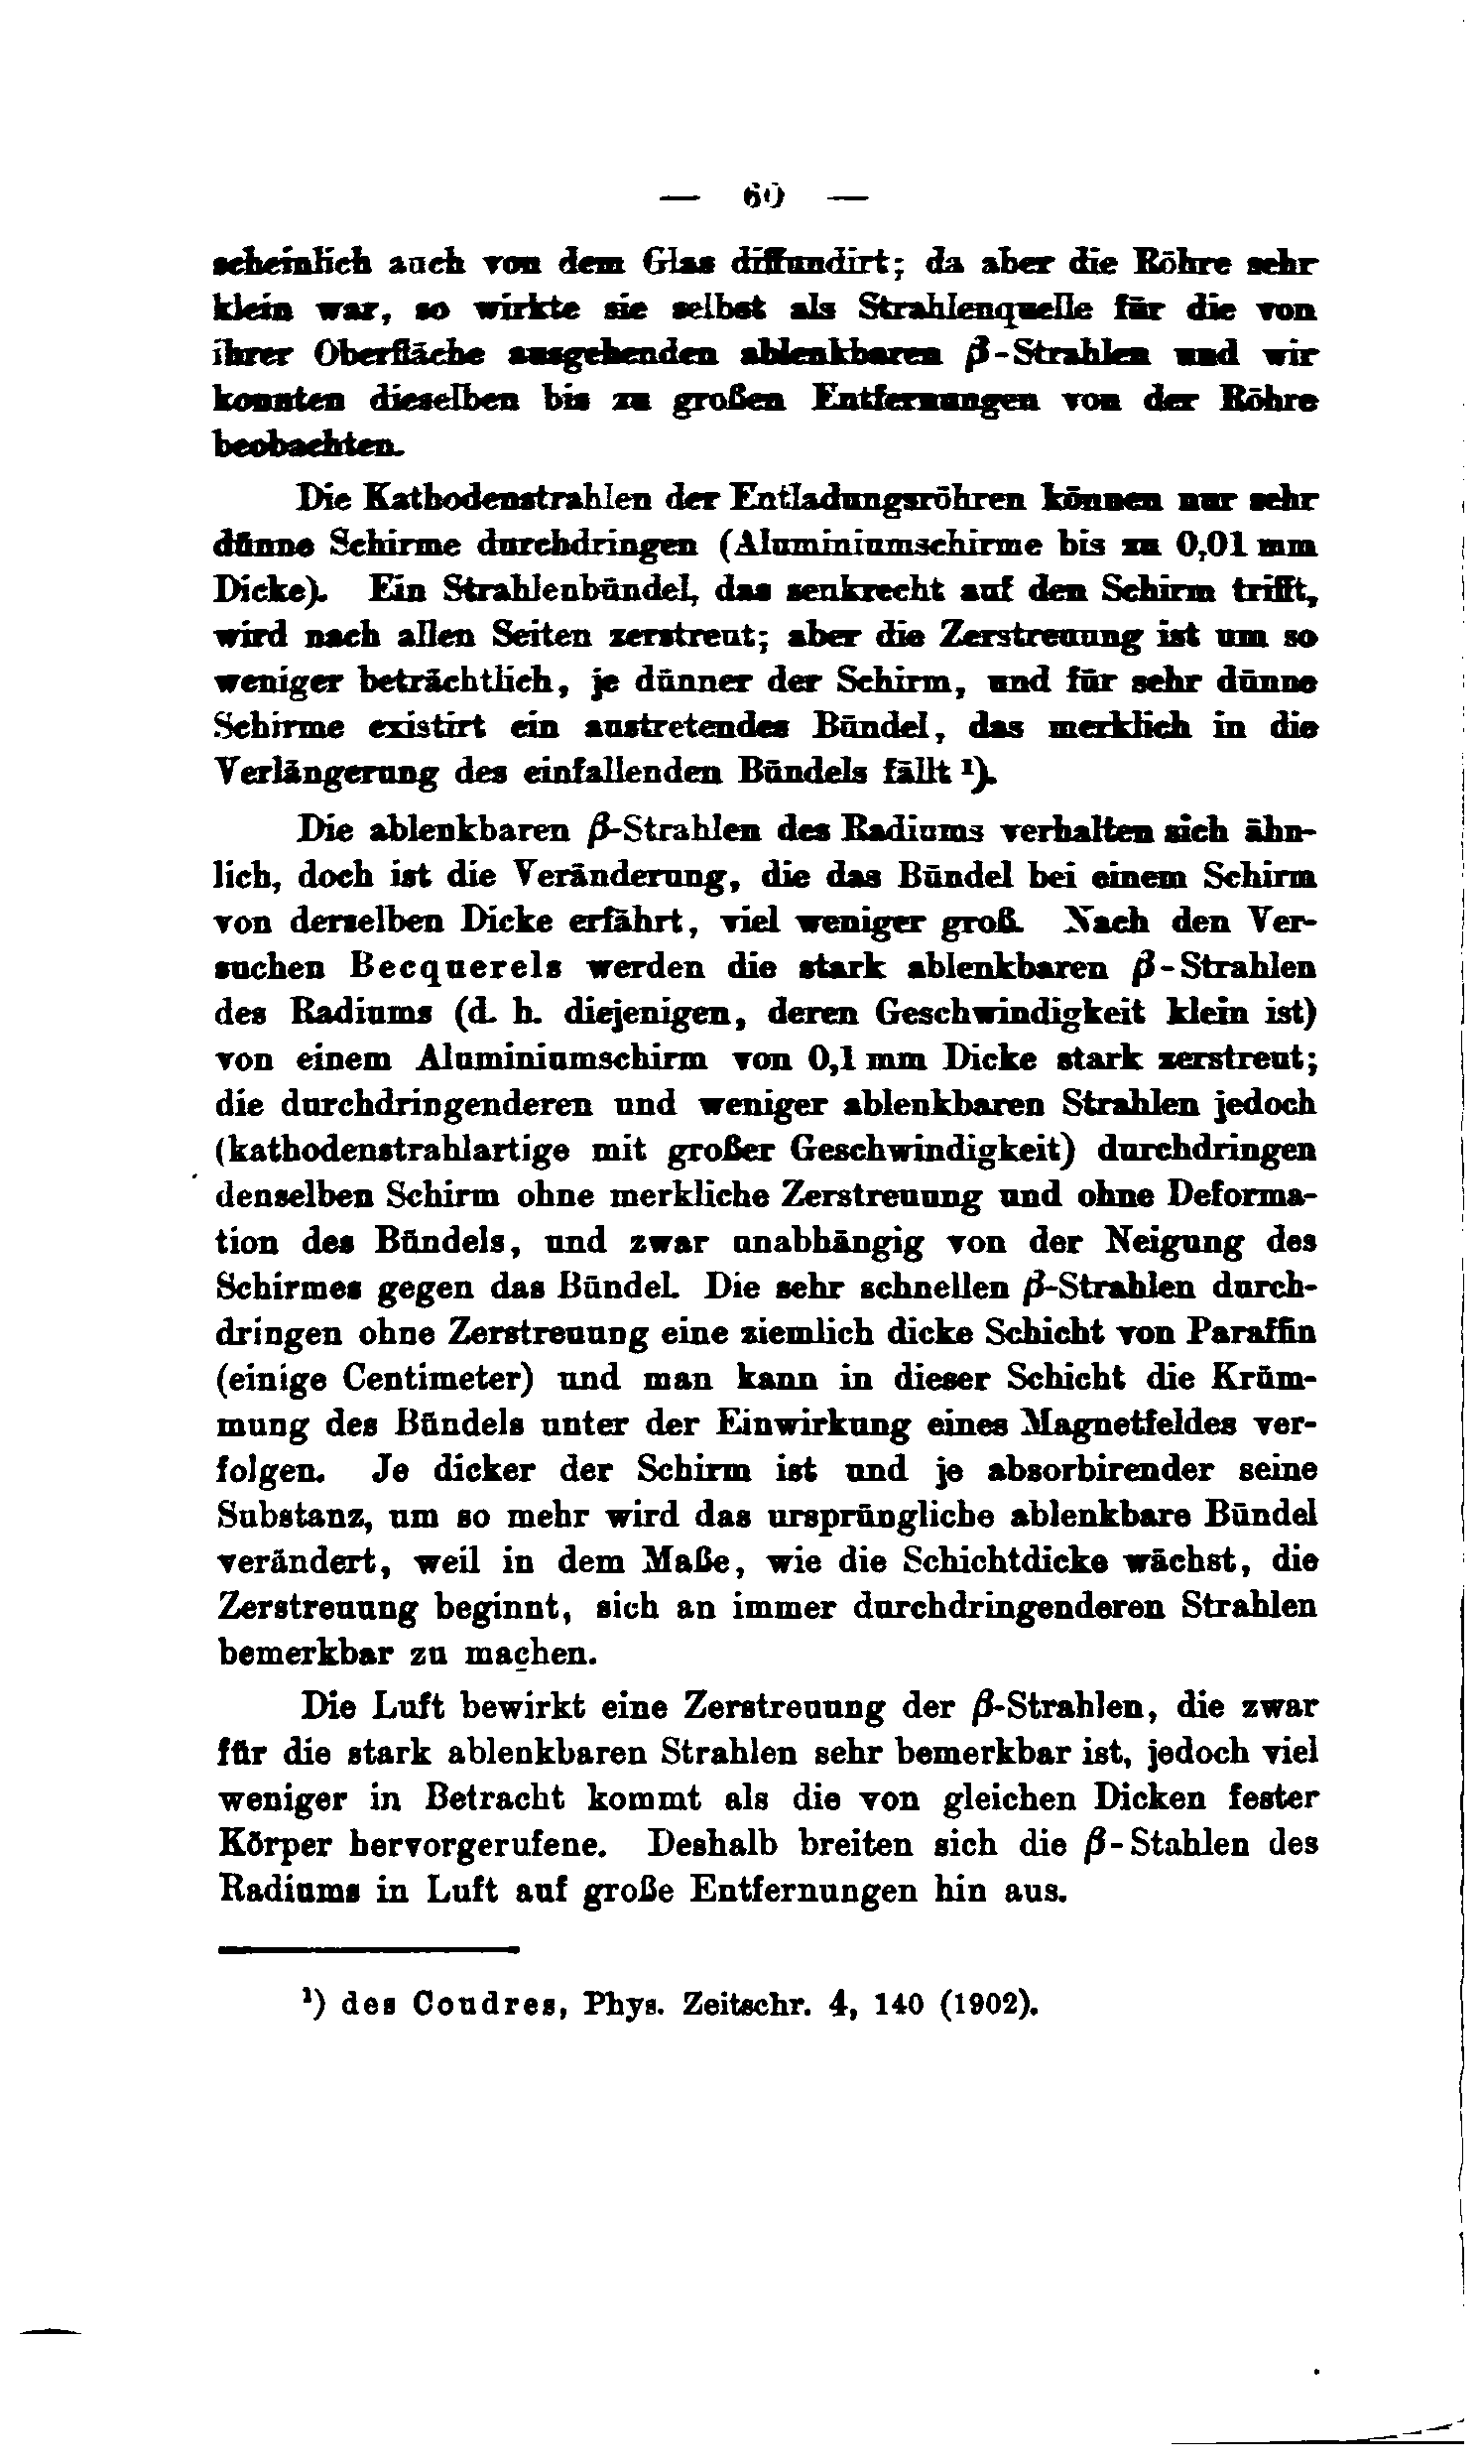 — 60 —
scheinlich auch von dem Glas diffundirt; da aber die Röhre sehr
klein war, so wirkte sie selbst als Strahlenquelle für die von
ihrer Oberfläche ausgehenden ablenkbaren β-Strahlen und wir
konnten dieselben bis zu großen Entfernungen von der Röhre
beobachten.
Die Kathodenstrahlen der Entladungsröhren können nur sehr
dünne Schirme durchdringen (Aluminiumschirme bis zu 0,01 mm
Dicke). Ein Strahlenbündel, das senkrecht auf den Schirm trifft,
wird nach allen Seiten zerstreut; aber die Zerstreuung ist um so
weniger beträchtlich, je dünner der Schirm, und für sehr dünne
Schirme existirt ein austretendes Bündel, das merklich in die
Verlängerung des einfallenden Bündels fällt ¹).
Die ablenkbaren β-Strahlen des Radiums verhalten sich ähn-
lich, doch ist die Veränderung, die das Bündel bei einem Schirm
von derselben Dicke erfährt, viel weniger groß. Nach den Ver-
suchen Becquerels werden die stark ablenkbaren β-Strahlen
des Radiums (d. h. diejenigen, deren Geschwindigkeit klein ist)
von einem Aluminiumschirm von 0,1 mm Dicke stark zerstreut;
die durchdringenderen und weniger ablenkbaren Strahlen jedoch
(kathodenstrahlartige mit großer Geschwindigkeit) durchdringen
denselben Schirm ohne merkliche Zerstreuung und ohne Deforma-
tion des Bündels, und zwar unabhängig von der Neigung des
Schirmes gegen das Bündel. Die sehr schnellen β-Strahlen durch-
dringen ohne Zerstreuung eine ziemlich dicke Schicht von Paraffin
(einige Centimeter) und man kann in dieser Schicht die Krüm-
mung des Bündels unter der Einwirkung eines Magnetfeldes ver-
folgen. Je dicker der Schirm ist und je absorbirender seine
Substanz, um so mehr wird das ursprüngliche ablenkbare Bündel
verändert, weil in dem Maße, wie die Schichtdicke wächst, die
Zerstreuung beginnt, sich an immer durchdringenderen Strahlen
bemerkbar zu machen.
Die Luft bewirkt eine Zerstreuung der β-Strahlen, die zwar
für die stark ablenkbaren Strahlen sehr bemerkbar ist, jedoch viel
weniger in Betracht kommt als die von gleichen Dicken fester
Körper hervorgerufene. Deshalb breiten sich die β-Stahlen des
Radiums in Luft auf große Entfernungen hin aus.
¹) des Coudres, Phys. Zeitschr. 4, 140 (1902).